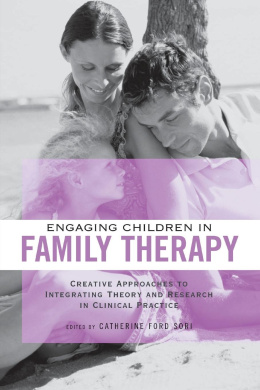 ENGAGING CHILDREN IN
FAMILY THERAPY
CREATIVE APPROACHES TO
INTEGRATING THEORY AND RESEARCH
IN CLINICAL PRACTICE
EDITED BY CATHERINE FORD SORI